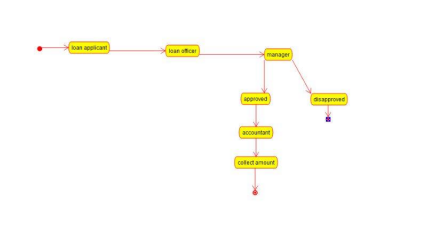 loan applicant
loan officer
manager
approved
disapproved
accountant
collect amount